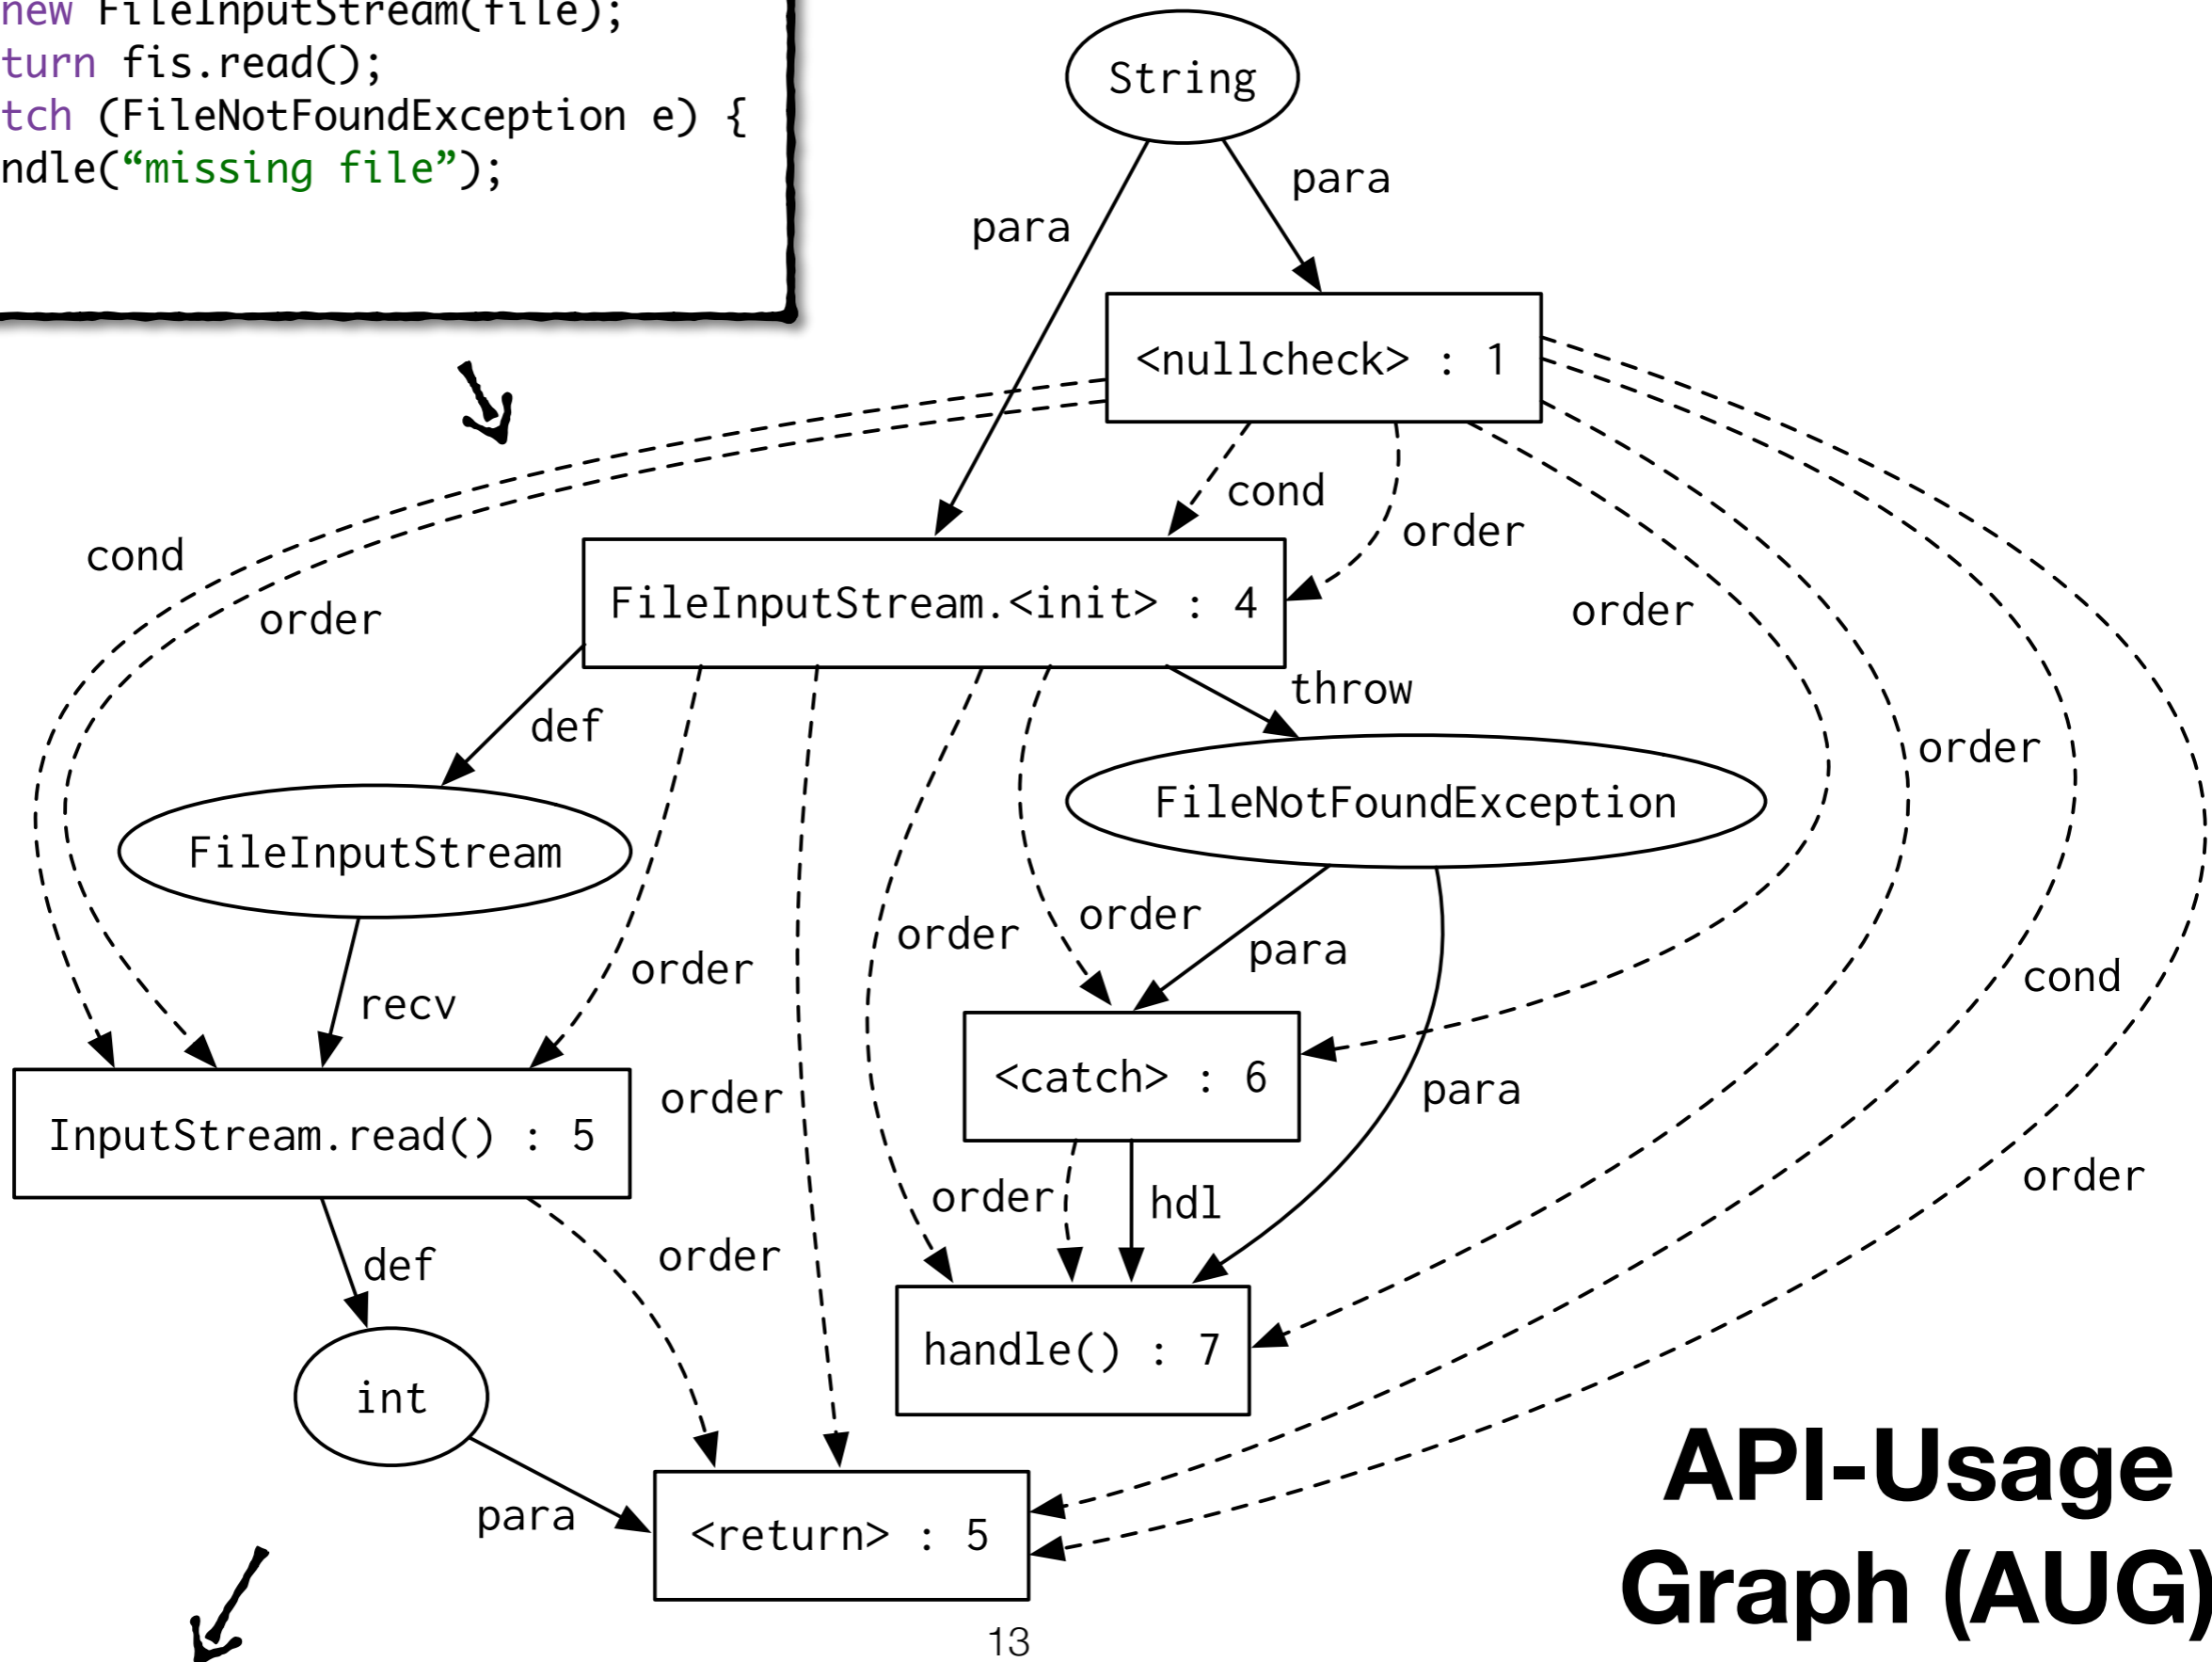 new FileInputStream(file);
turn fis.read();
tch (FileNotFoundException e) {
ndle(“missing file”);
String
para
para
<nullcheck> : 1
cond
order
cond
order
order
FileInputStream.<init> : 4
throw
def
order
FileNotFoundException
FileInputStream
order
order
para
order
cond
recv
<catch> : 6
order
para
InputStream.read() : 5
order
hdl
order
order
def
handle() : 7
int
para
<return> : 5
API-Usage
Graph (AUG)
13